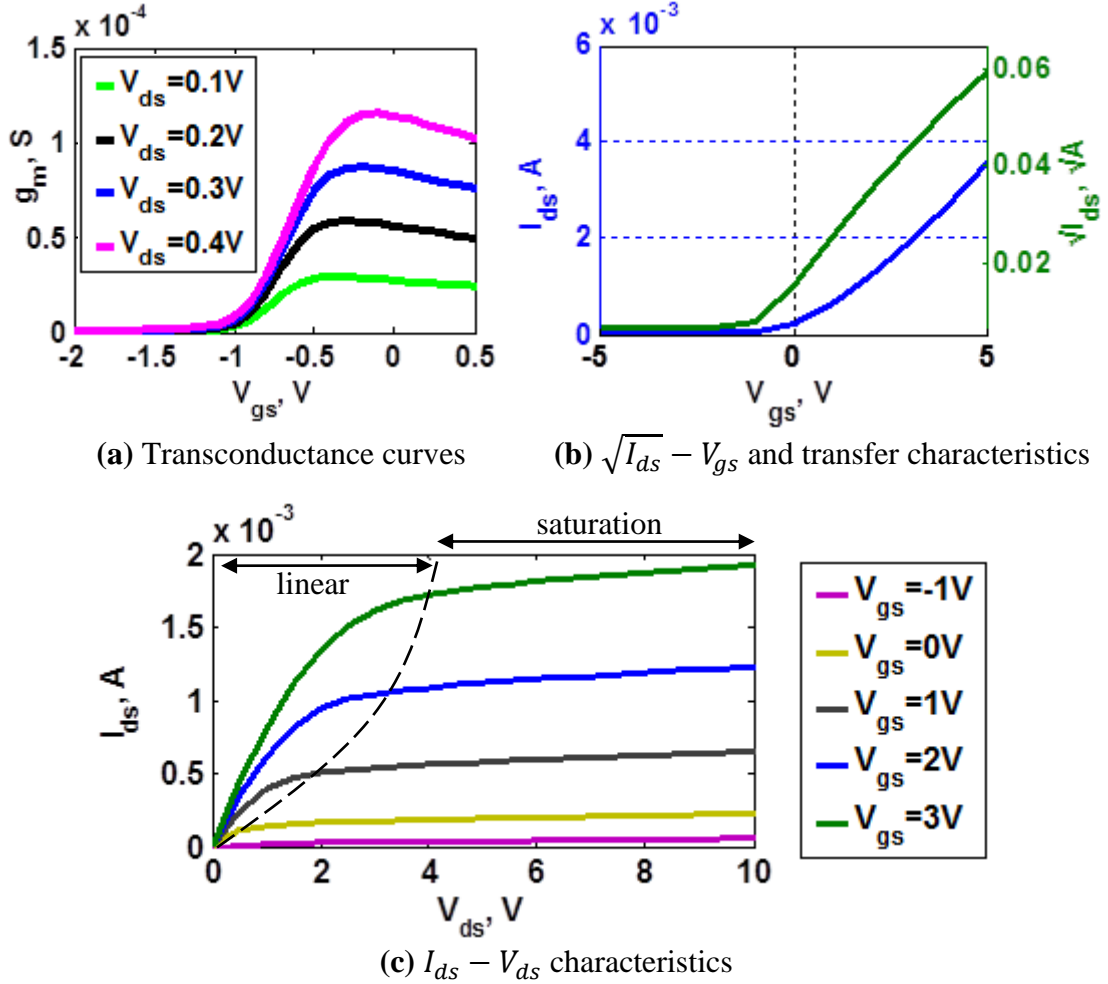 x 10⁻⁴
1.5
1
0.5
0
g_m, S
V_ds=0.1V
V_ds=0.2V
V_ds=0.3V
V_ds=0.4V
-2 -1.5 -1 -0.5 0 0.5
V_gs, V
(a) Transconductance curves
x 10⁻³
6
4
2
0
I_ds, A
0.06
0.04
0.02
√I_ds, √A
-5 0 5
V_gs, V
(b) √I_ds − V_gs and transfer characteristics
x 10⁻³
saturation
linear
2
1.5
1
0.5
0
I_ds, A
0 2 4 6 8 10
V_ds, V
V_gs=-1V
V_gs=0V
V_gs=1V
V_gs=2V
V_gs=3V
(c) I_ds − V_ds characteristics